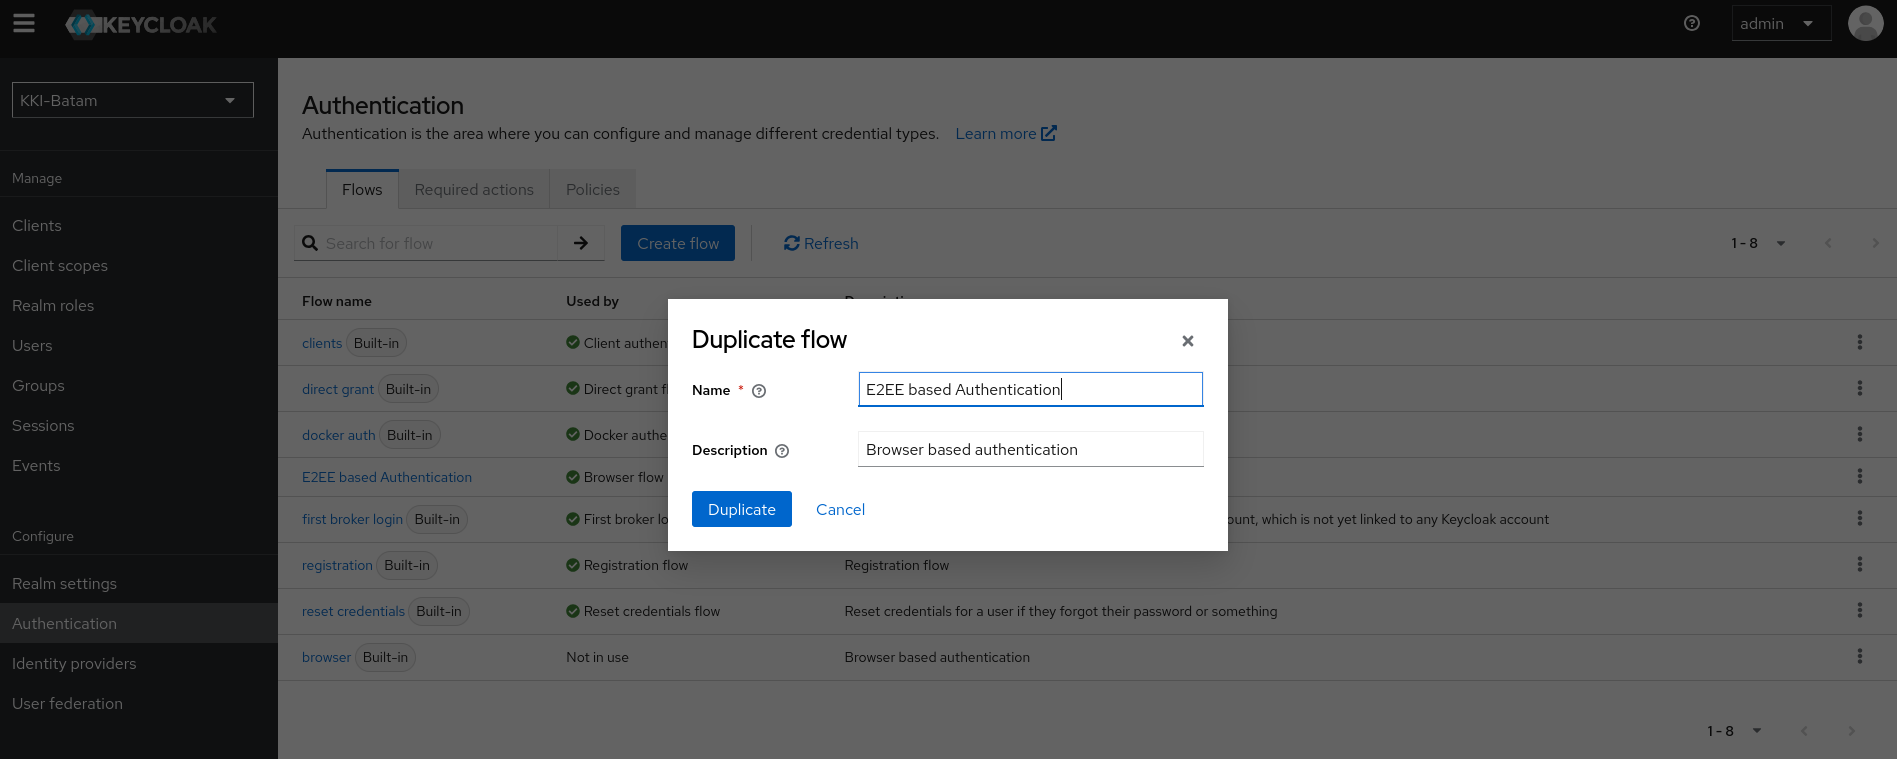 KEYCLOAK
admin
KKI-Batam
Manage
Clients
Client scopes
Realm roles
Users
Groups
Sessions
Events
Configure
Realm settings
Authentication
Identity providers
User federation
Authentication
Authentication is the area where you can configure and manage different credential types. Learn more
Flows Required actions Policies
Search for flow Create flow Refresh 1 - 8
Flow name Used by
clients Built-in Client authen
direct grant Built-in Direct grant fl
docker auth Built-in Docker authe
E2EE based Authentication Browser flow
first broker login Built-in First broker lo ount, which is not yet linked to any Keycloak account
registration Built-in Registration flow Registration flow
reset credentials Built-in Reset credentials flow Reset credentials for a user if they forgot their password or something
browser Built-in Not in use Browser based authentication
1 - 8
Duplicate flow
Name * E2EE based Authentication
Description Browser based authentication
Duplicate Cancel